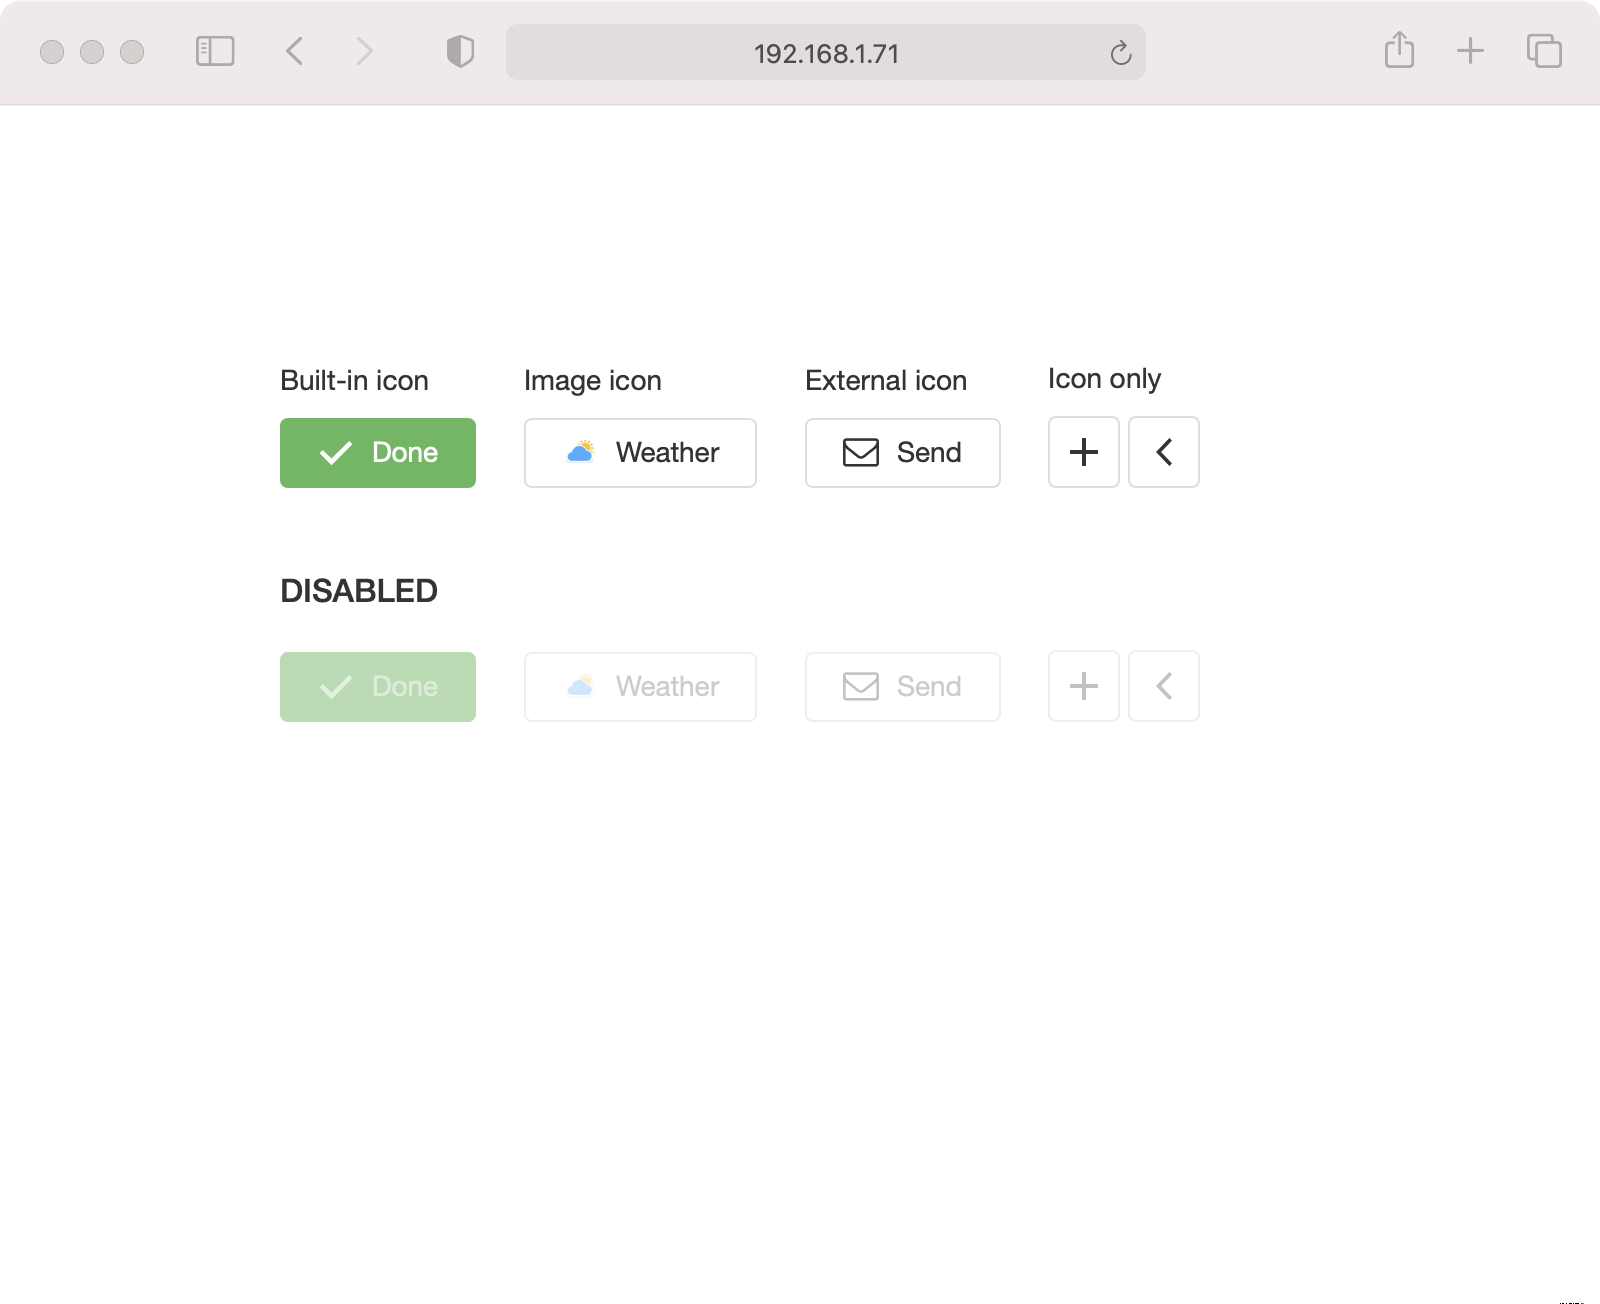 192.168.1.71
Built-in icon Image icon External icon Icon only
Done Weather Send
DISABLED
Done Weather Send